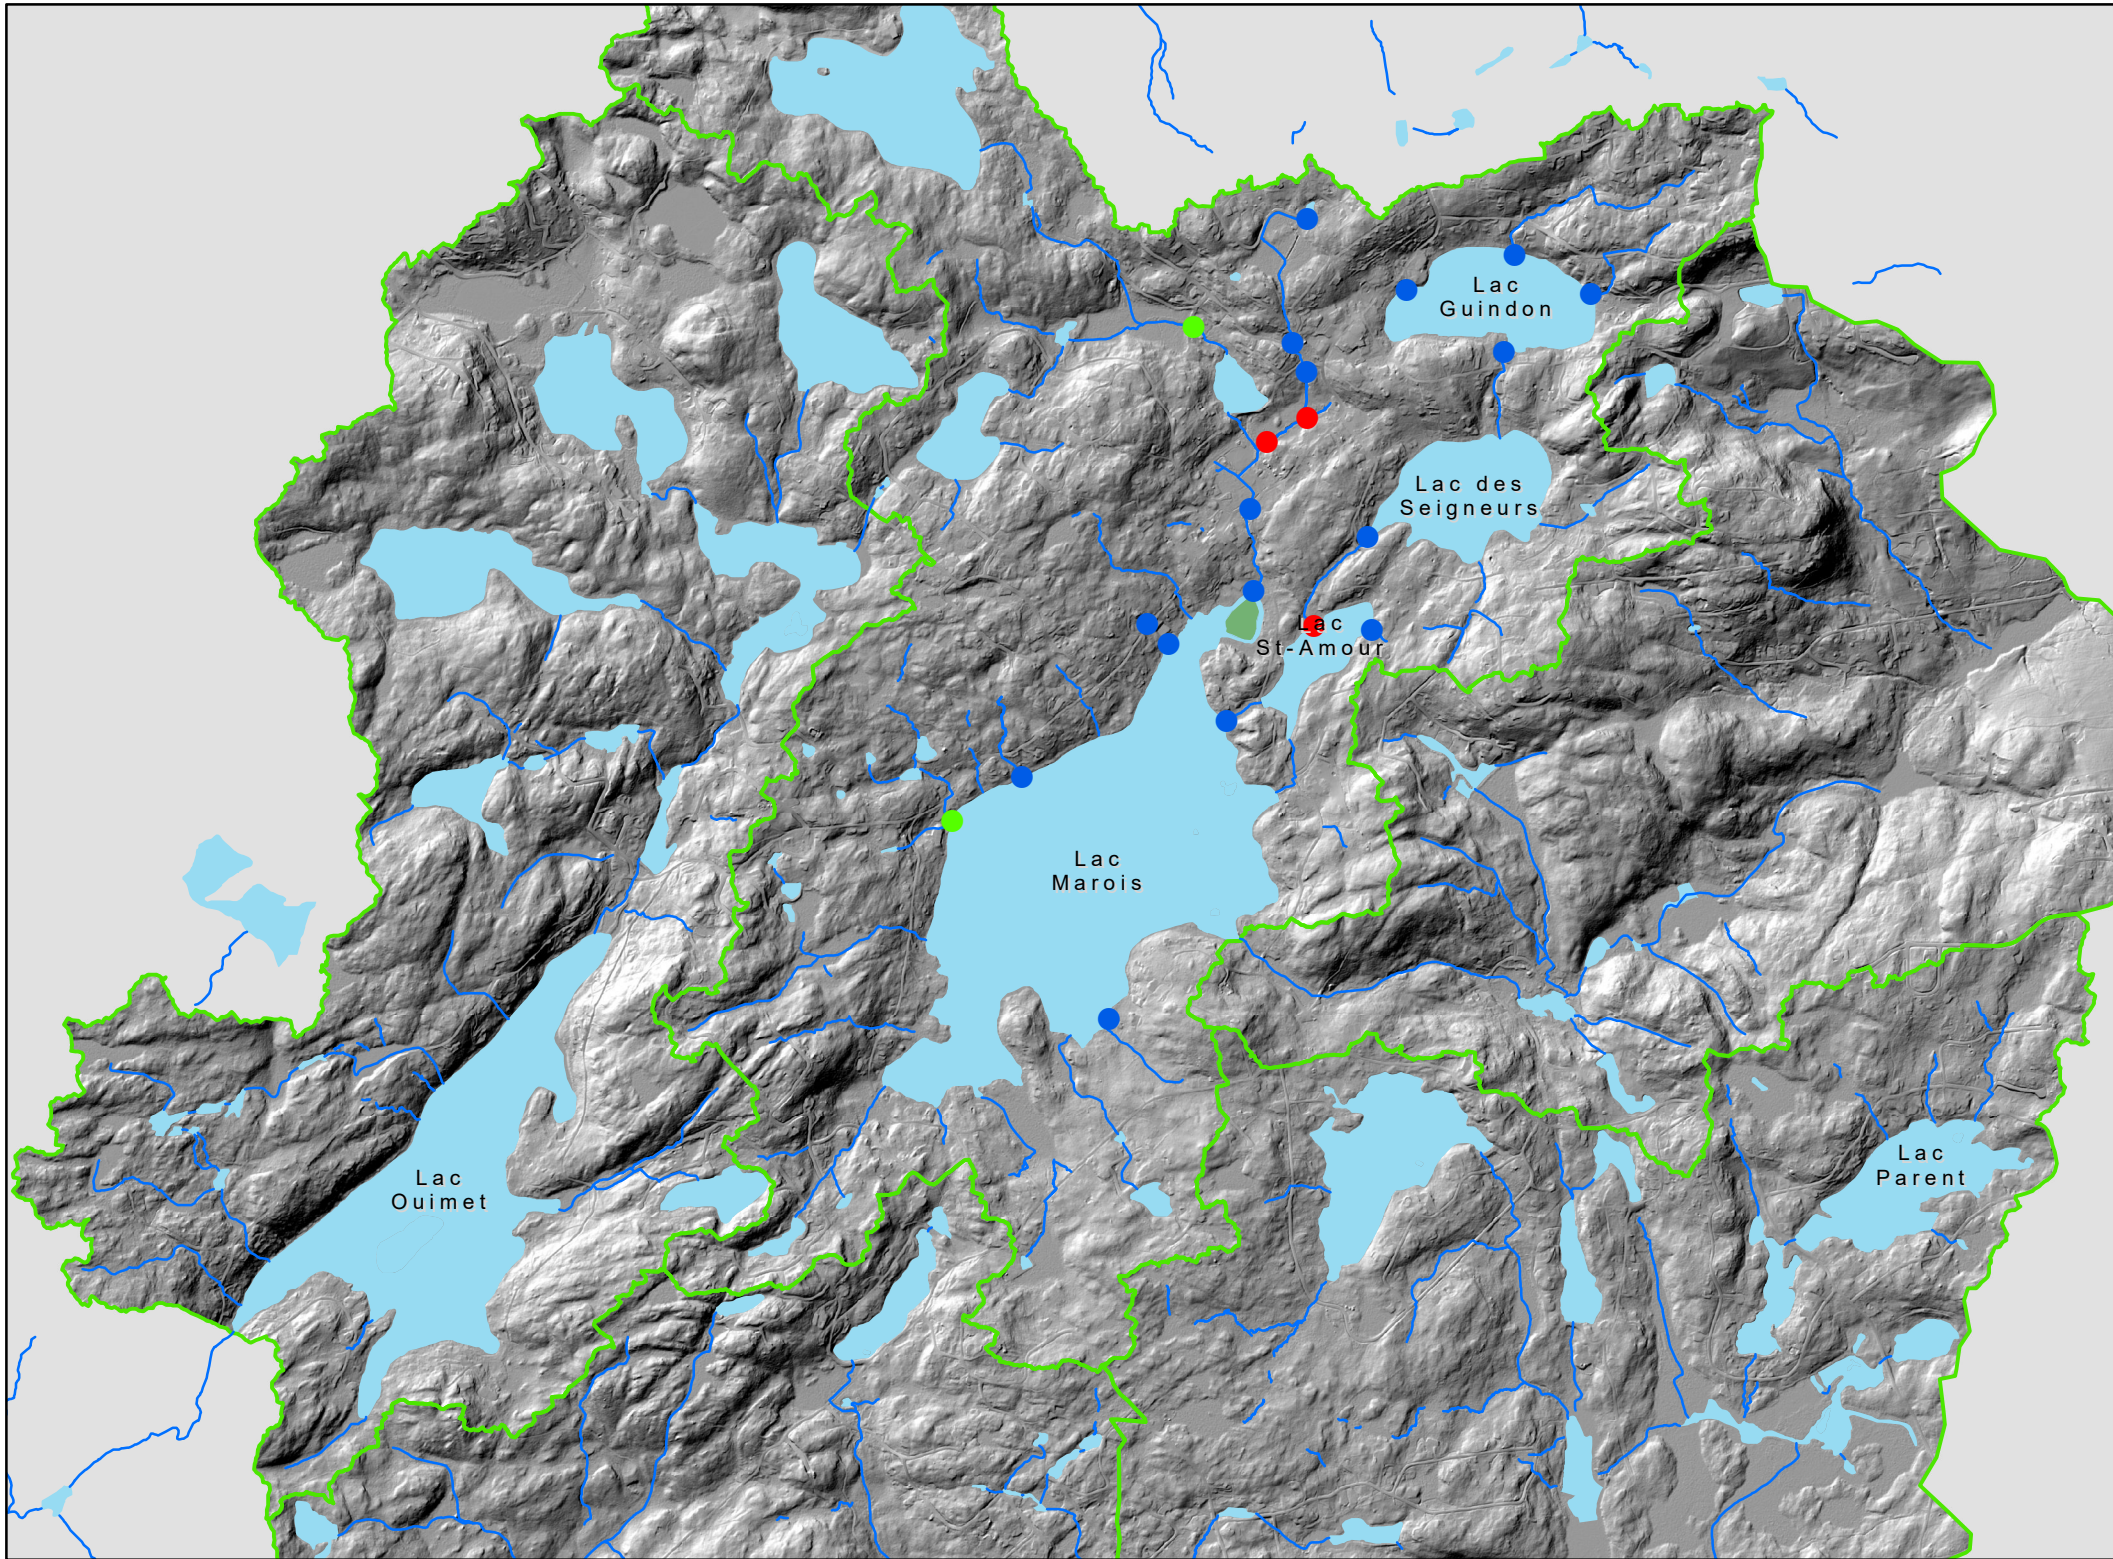 Lac
Guindon
Lac des
Seigneurs
Lac
St-Amour
Lac
Marois
Lac
Ouimet
Lac
Parent